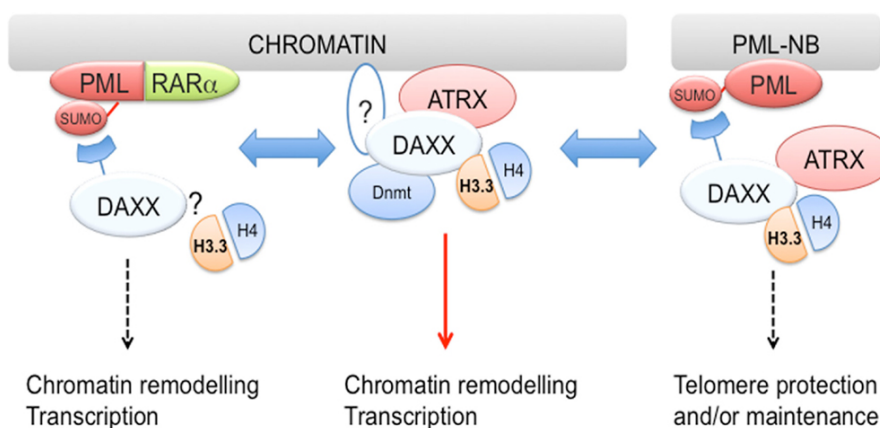 CHROMATIN
PML-NB
PML RARα
SUMO
DAXX
?
H3.3 H4
?
ATRX
DAXX
Dnmt
H3.3 H4
SUMO PML
ATRX
DAXX
H3.3 H4
Chromatin remodelling
Transcription
Chromatin remodelling
Transcription
Telomere protection
and/or maintenance